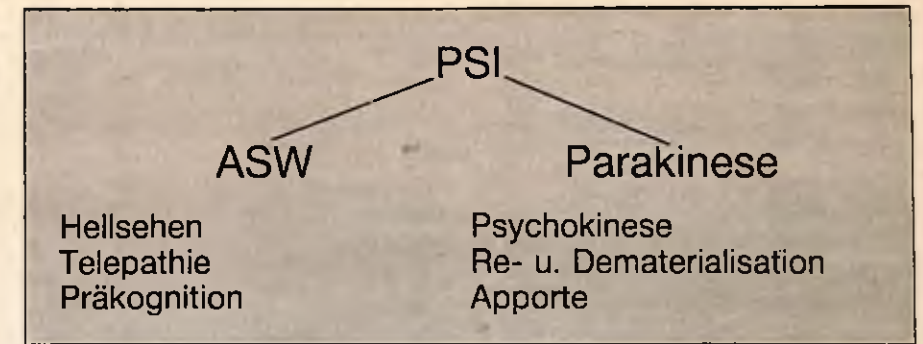 PSI
ASW Parakinese
Hellsehen Psychokinese
Telepathie Re- u. Dematerialisation
Präkognition Apporte